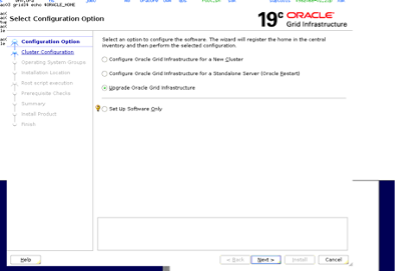 grid24 echo $ORACLE_HOME
Select Configuration Option
19c ORACLE
Grid Infrastructure
Configuration Option
Cluster Configuration
Operating System Groups
Installation Location
Root script execution
Prerequisite Checks
Summary
Install Product
Finish
Select an option to configure the software. The wizard will register the home in the central
inventory and then perform the selected configuration.
Configure Oracle Grid Infrastructure for a New Cluster
Configure Oracle Grid Infrastructure for a Standalone Server (Oracle Restart)
Upgrade Oracle Grid Infrastructure
Set Up Software Only
Help
< Back
Next >
Install
Cancel